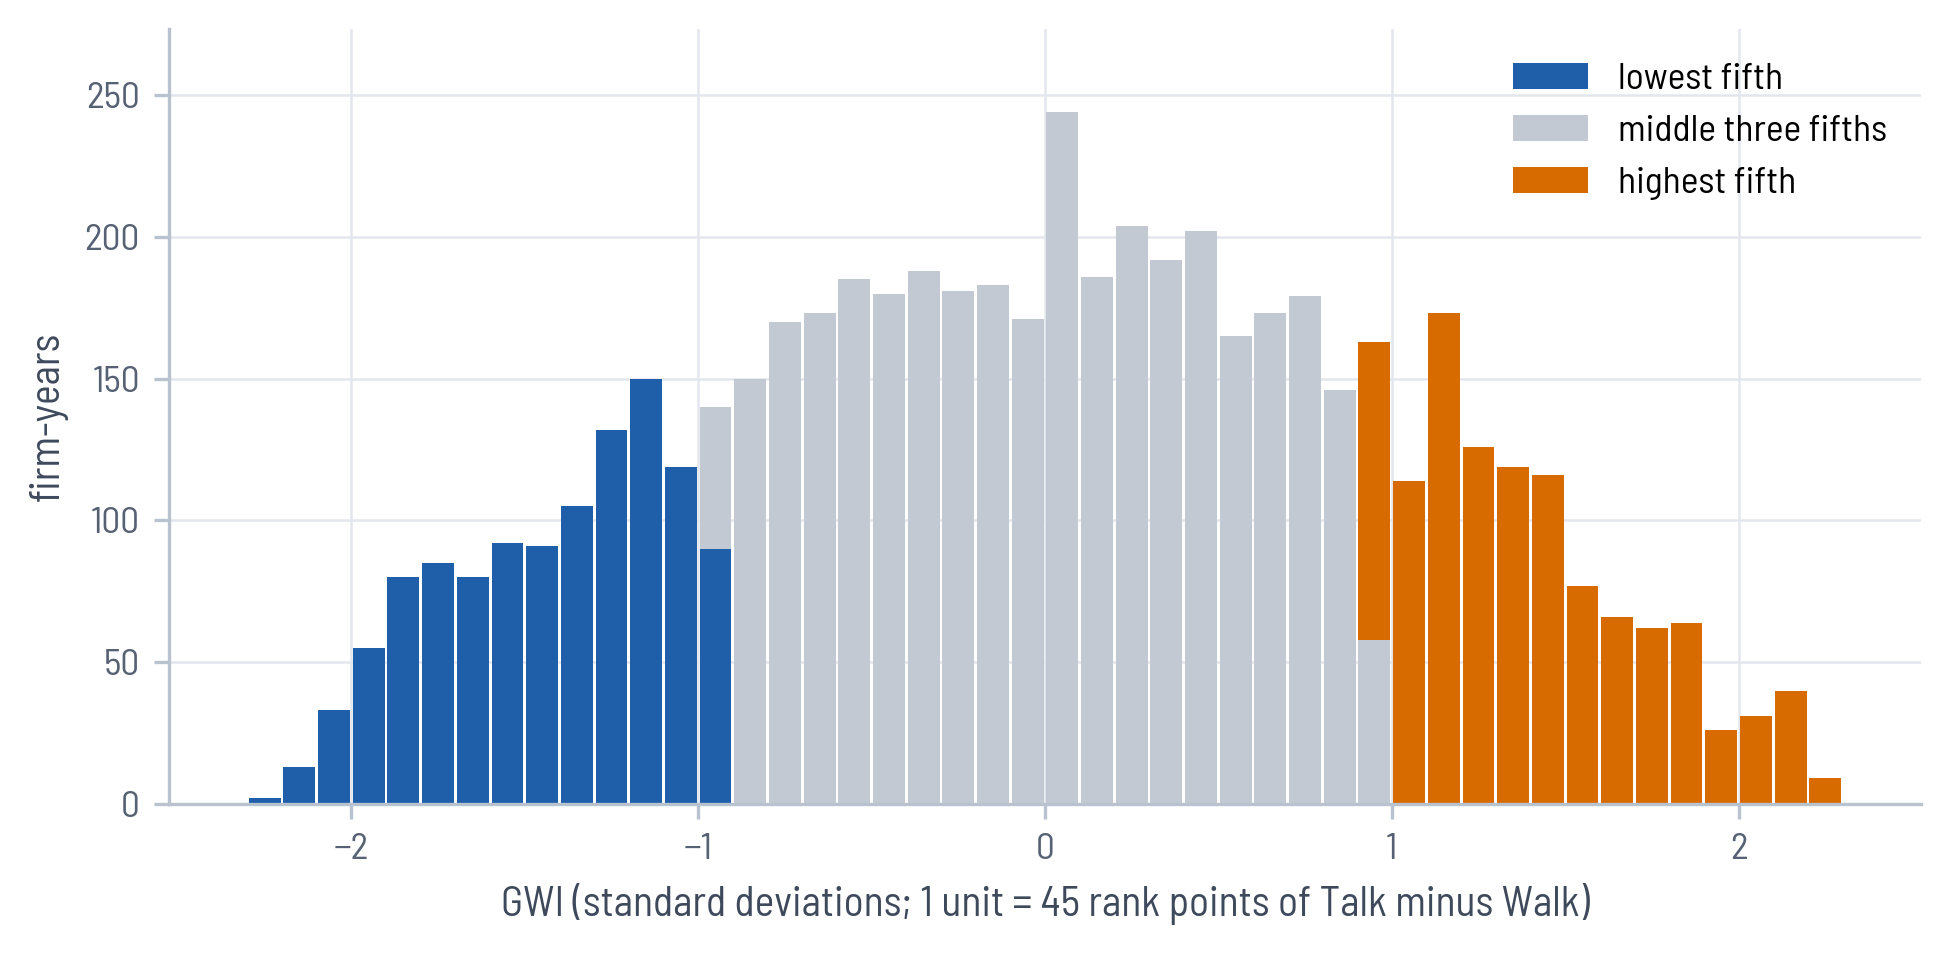 lowest fifth
middle three fifths
highest fifth
250
200
150
100
50
0
firm-years
−2
−1
0
1
2
GWI (standard deviations; 1 unit = 45 rank points of Talk minus Walk)